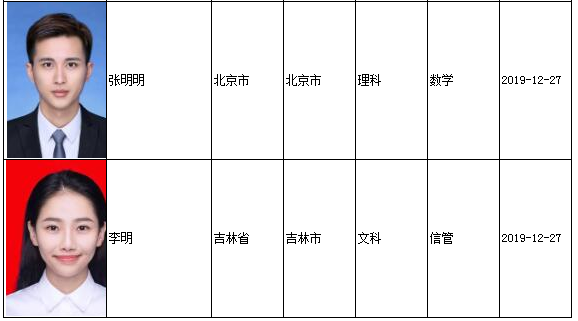 张明明 北京市 北京市 理科 数学 2019-12-27
李明 吉林省 吉林市 文科 信管 2019-12-27